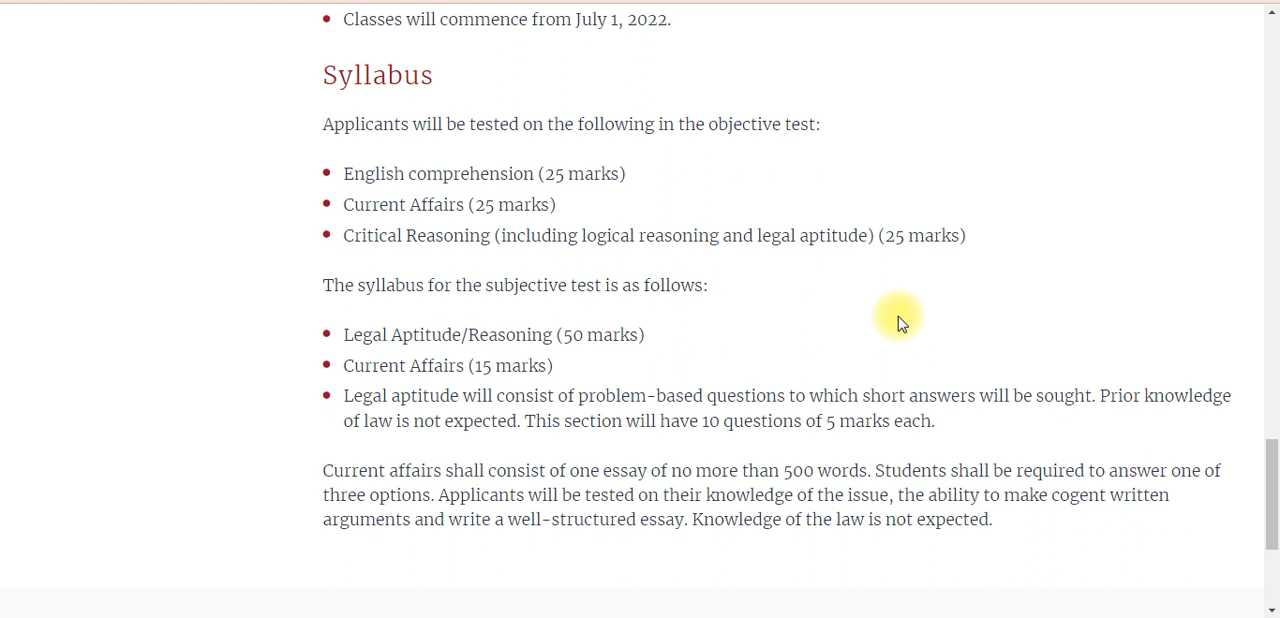 Classes will commence from July 1, 2022.
Syllabus
Applicants will be tested on the following in the objective test:
English comprehension (25 marks)
Current Affairs (25 marks)
Critical Reasoning (including logical reasoning and legal aptitude) (25 marks)
The syllabus for the subjective test is as follows:
Legal Aptitude/Reasoning (50 marks)
Current Affairs (15 marks)
Legal aptitude will consist of problem-based questions to which short answers will be sought. Prior knowledge
of law is not expected. This section will have 10 questions of 5 marks each.
Current affairs shall consist of one essay of no more than 500 words. Students shall be required to answer one of
three options. Applicants will be tested on their knowledge of the issue, the ability to make cogent written
arguments and write a well-structured essay. Knowledge of the law is not expected.